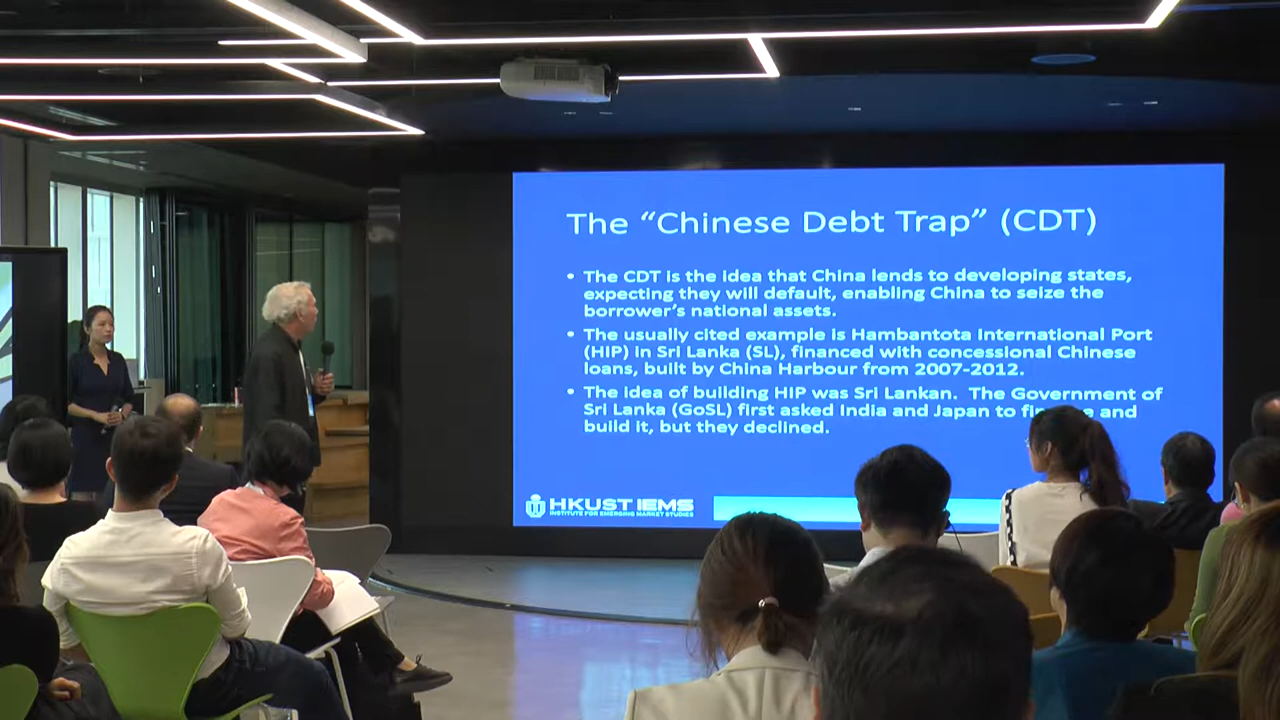 The “Chinese Debt Trap” (CDT)
• The CDT is the idea that China lends to developing states,
expecting they will default, enabling China to seize the
borrower’s national assets.
• The usually cited example is Hambantota International Port
(HIP) in Sri Lanka (SL), financed with concessional Chinese
loans, built by China Harbour from 2007-2012.
• The idea of building HIP was Sri Lankan.  The Government of
Sri Lanka (GoSL) first asked India and Japan to and
build it, but they declined.
HKUST IEMS
INSTITUTE FOR EMERGING MARKET STUDIES